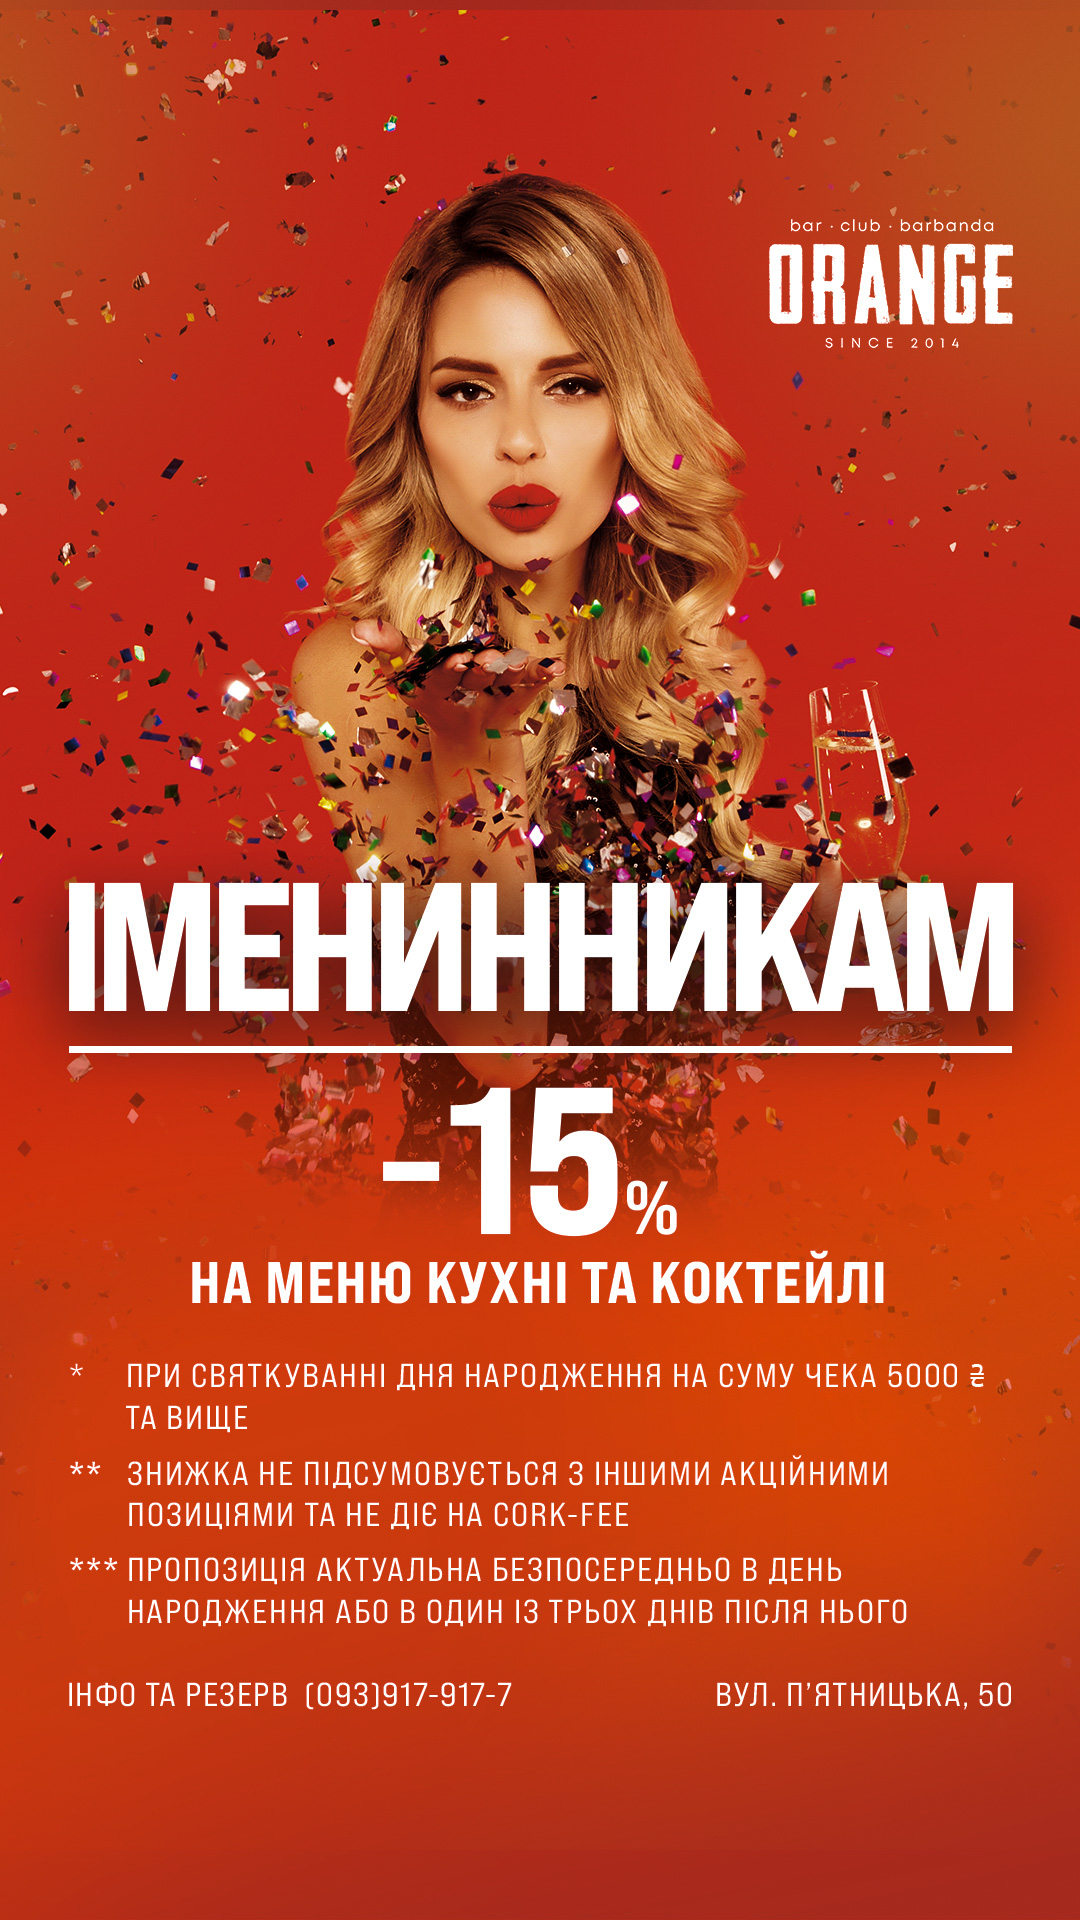 bar · club · barbanda
ORANGE
SINCE 2014
ІМЕНИННИКАМ
-15%
НА МЕНЮ КУХНІ ТА КОКТЕЙЛІ
* ПРИ СВЯТКУВАННІ ДНЯ НАРОДЖЕННЯ НА СУМУ ЧЕКА 5000 ₴
ТА ВИЩЕ
** ЗНИЖКА НЕ ПІДСУМОВУЄТЬСЯ З ІНШИМИ АКЦІЙНИМИ
ПОЗИЦІЯМИ ТА НЕ ДІЄ НА CORK-FEE
*** ПРОПОЗИЦІЯ АКТУАЛЬНА БЕЗПОСЕРЕДНЬО В ДЕНЬ
НАРОДЖЕННЯ АБО В ОДИН ІЗ ТРЬОХ ДНІВ ПІСЛЯ НЬОГО
ІНФО ТА РЕЗЕРВ (093)917-917-7
ВУЛ. П'ЯТНИЦЬКА, 50